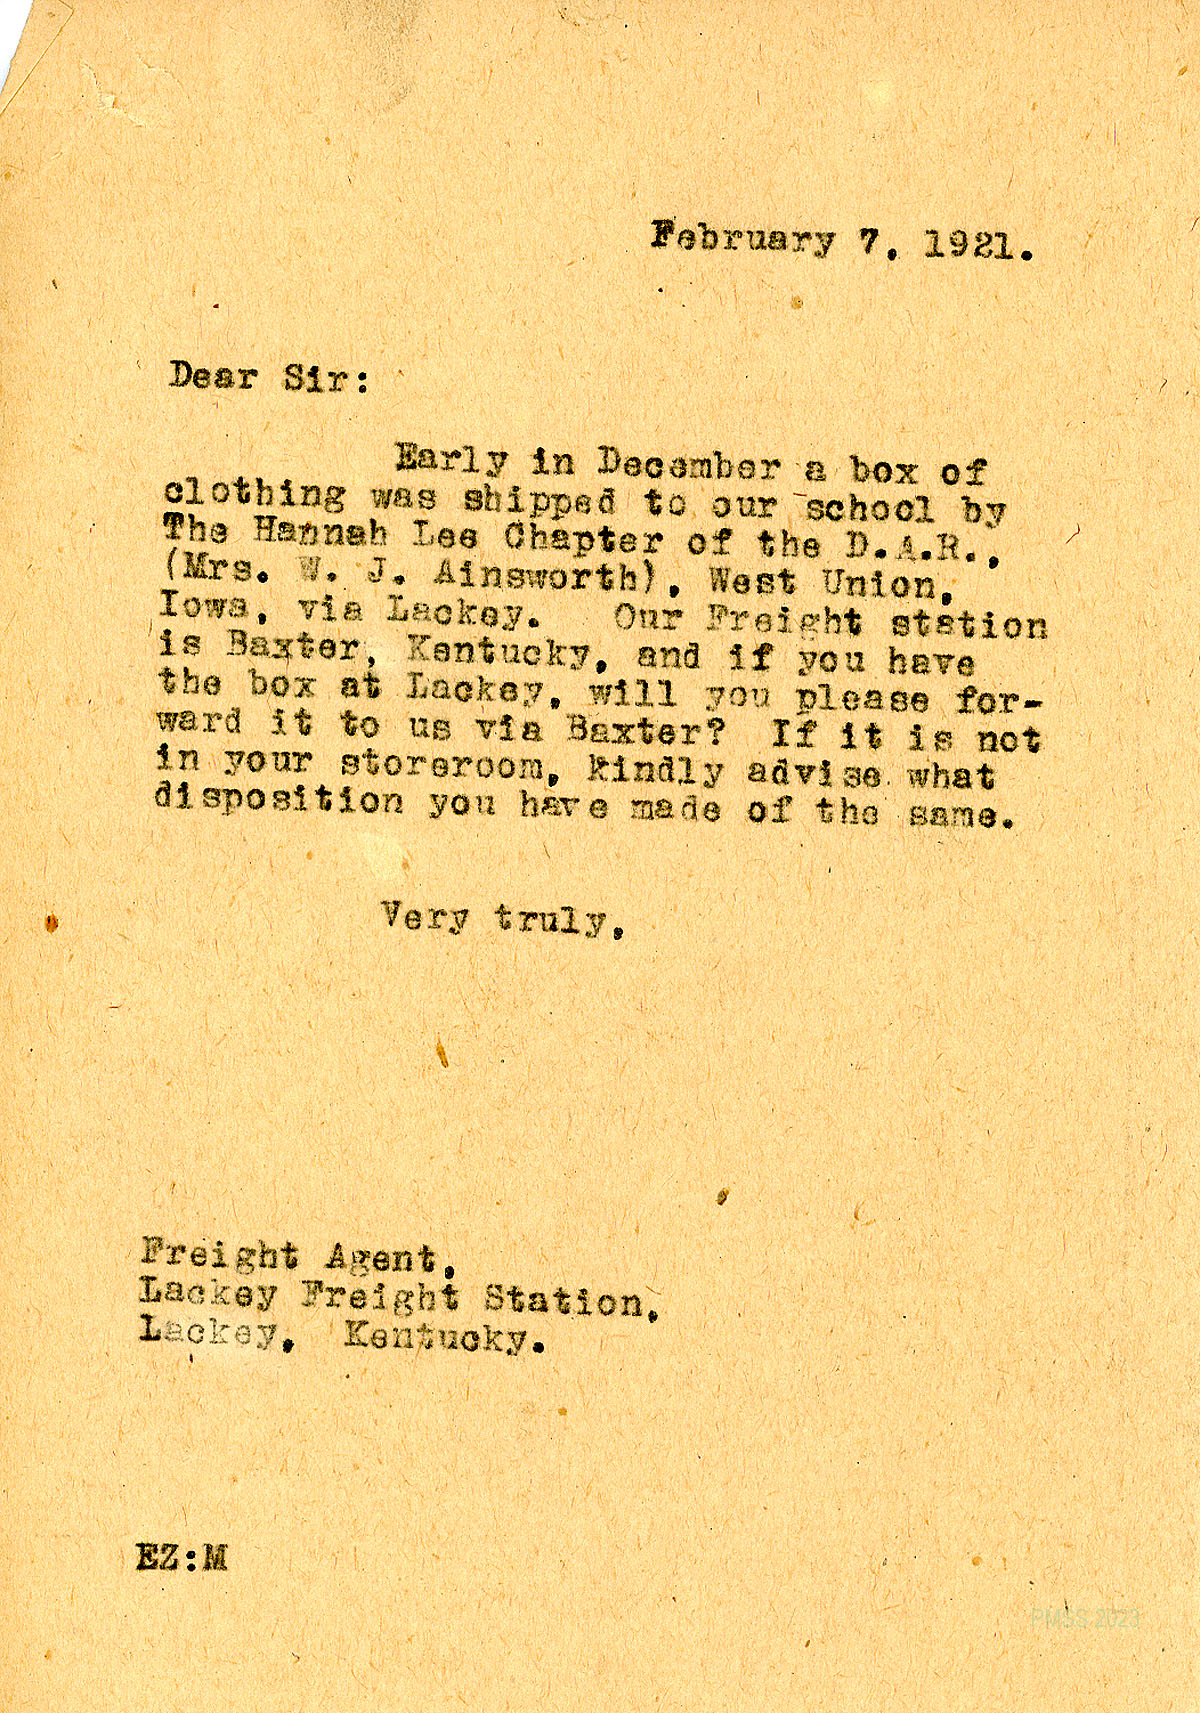 February 7, 1921.
Dear Sir:
Early in December a box of
clothing was shipped to our school by
The Hannah Lee Chapter of the D.A.R.,
(Mrs. W. J. Ainsworth), West Union,
Iowa, via Lackey. Our Freight station
is Baxter, Kentucky, and if you have
the box at Lackey, will you please for-
ward it to us via Baxter? If it is not
in your storeroom, kindly advise what
disposition you have made of the same.
Very truly,
Freight Agent,
Lackey Freight Station,
Lackey, Kentucky.
EZ:M
PMSS 2023